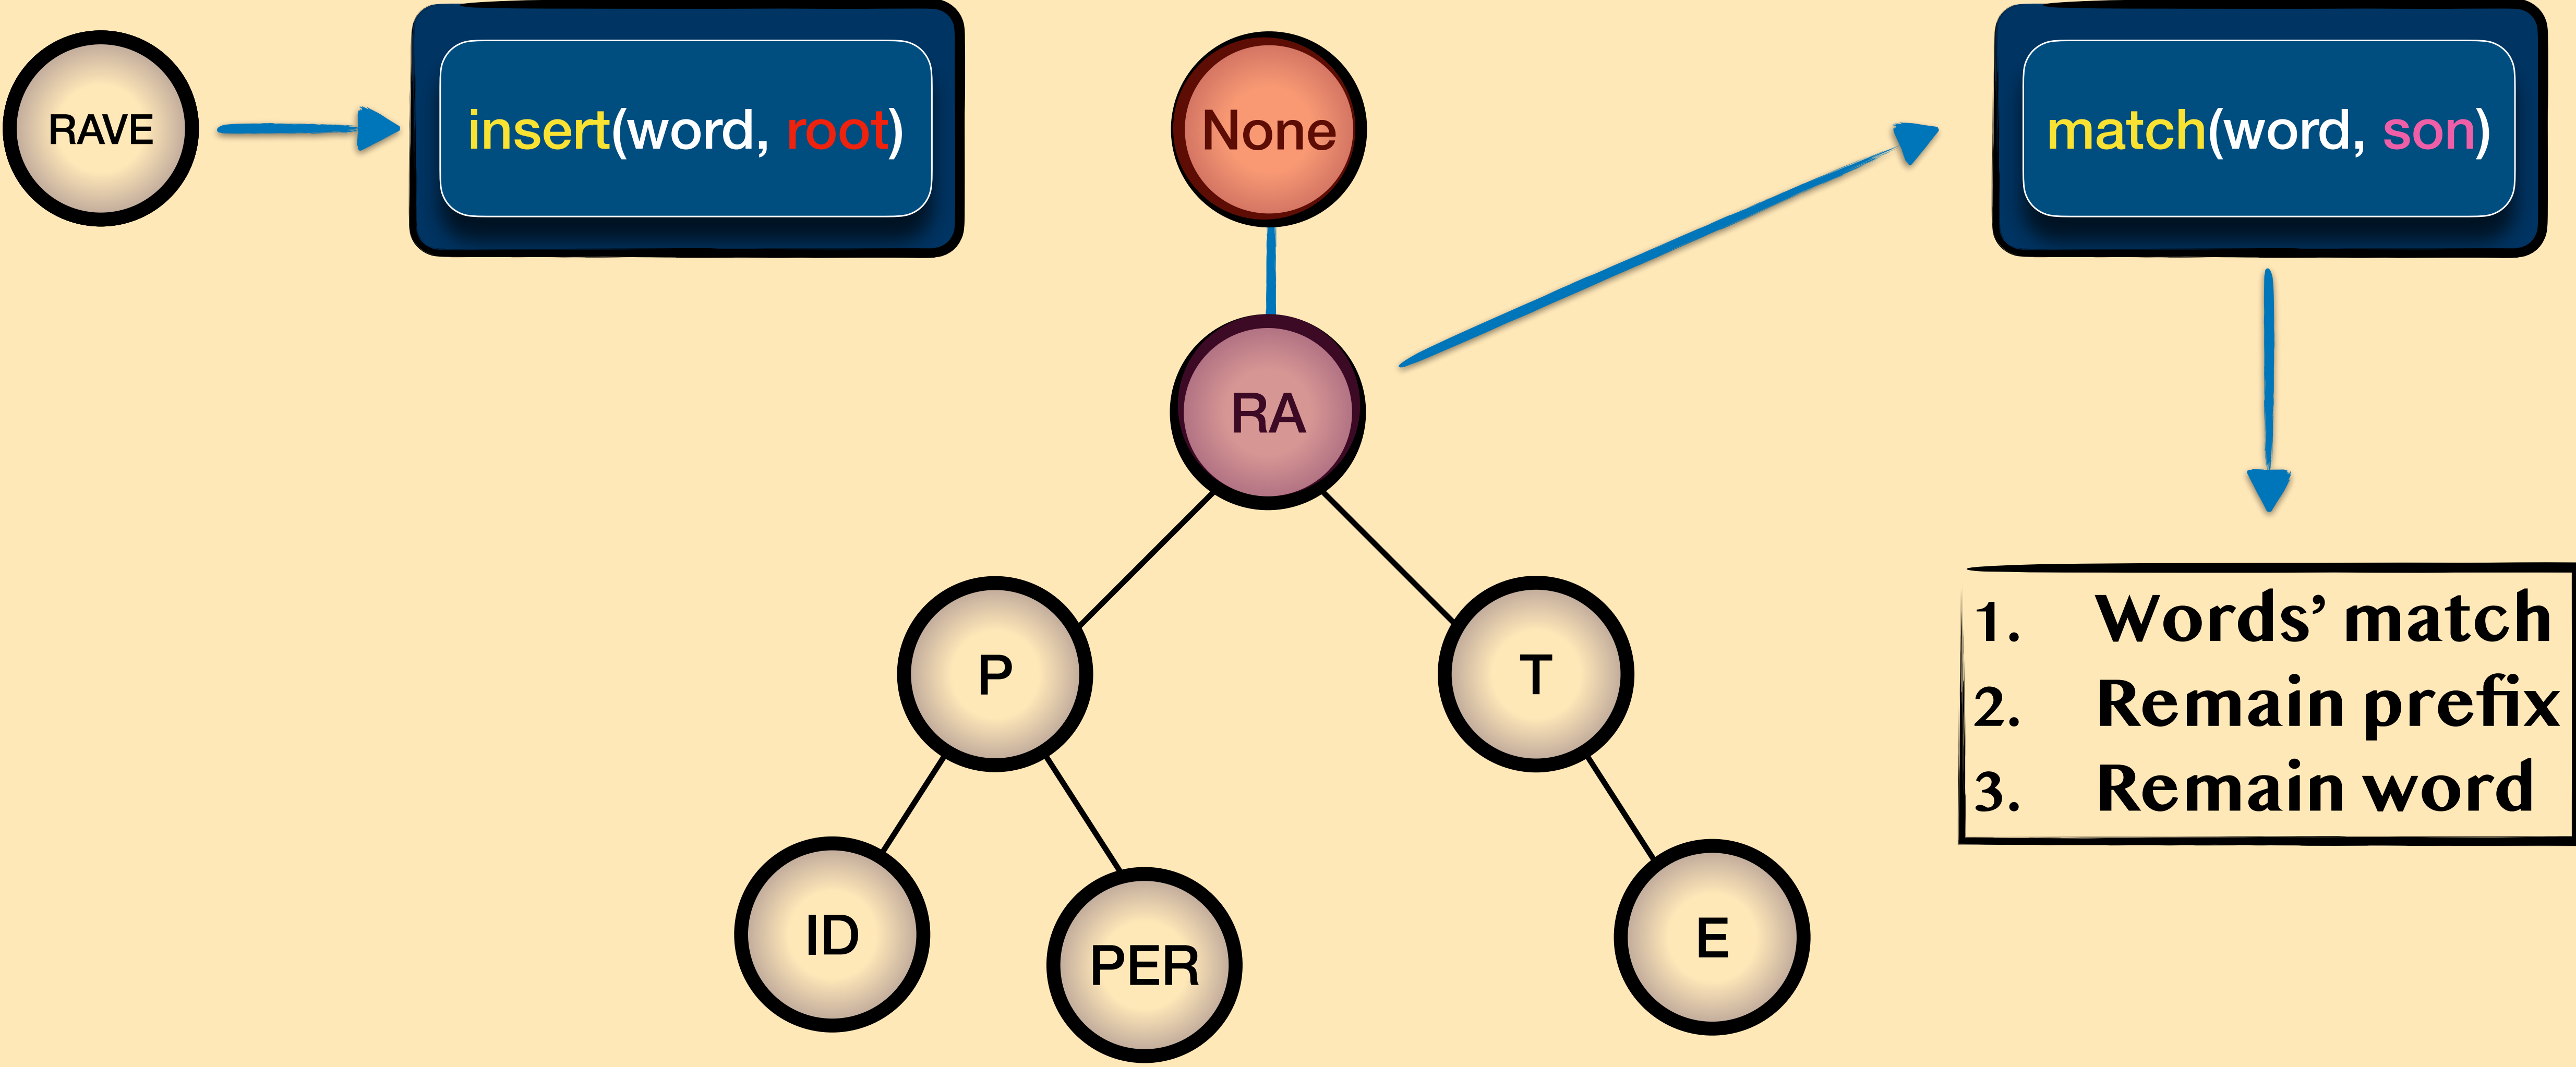 RAVE
insert(word, root)
None
match(word, son)
RA
P
T
ID
PER
E
1. Words’ match
2. Remain prefix
3. Remain word